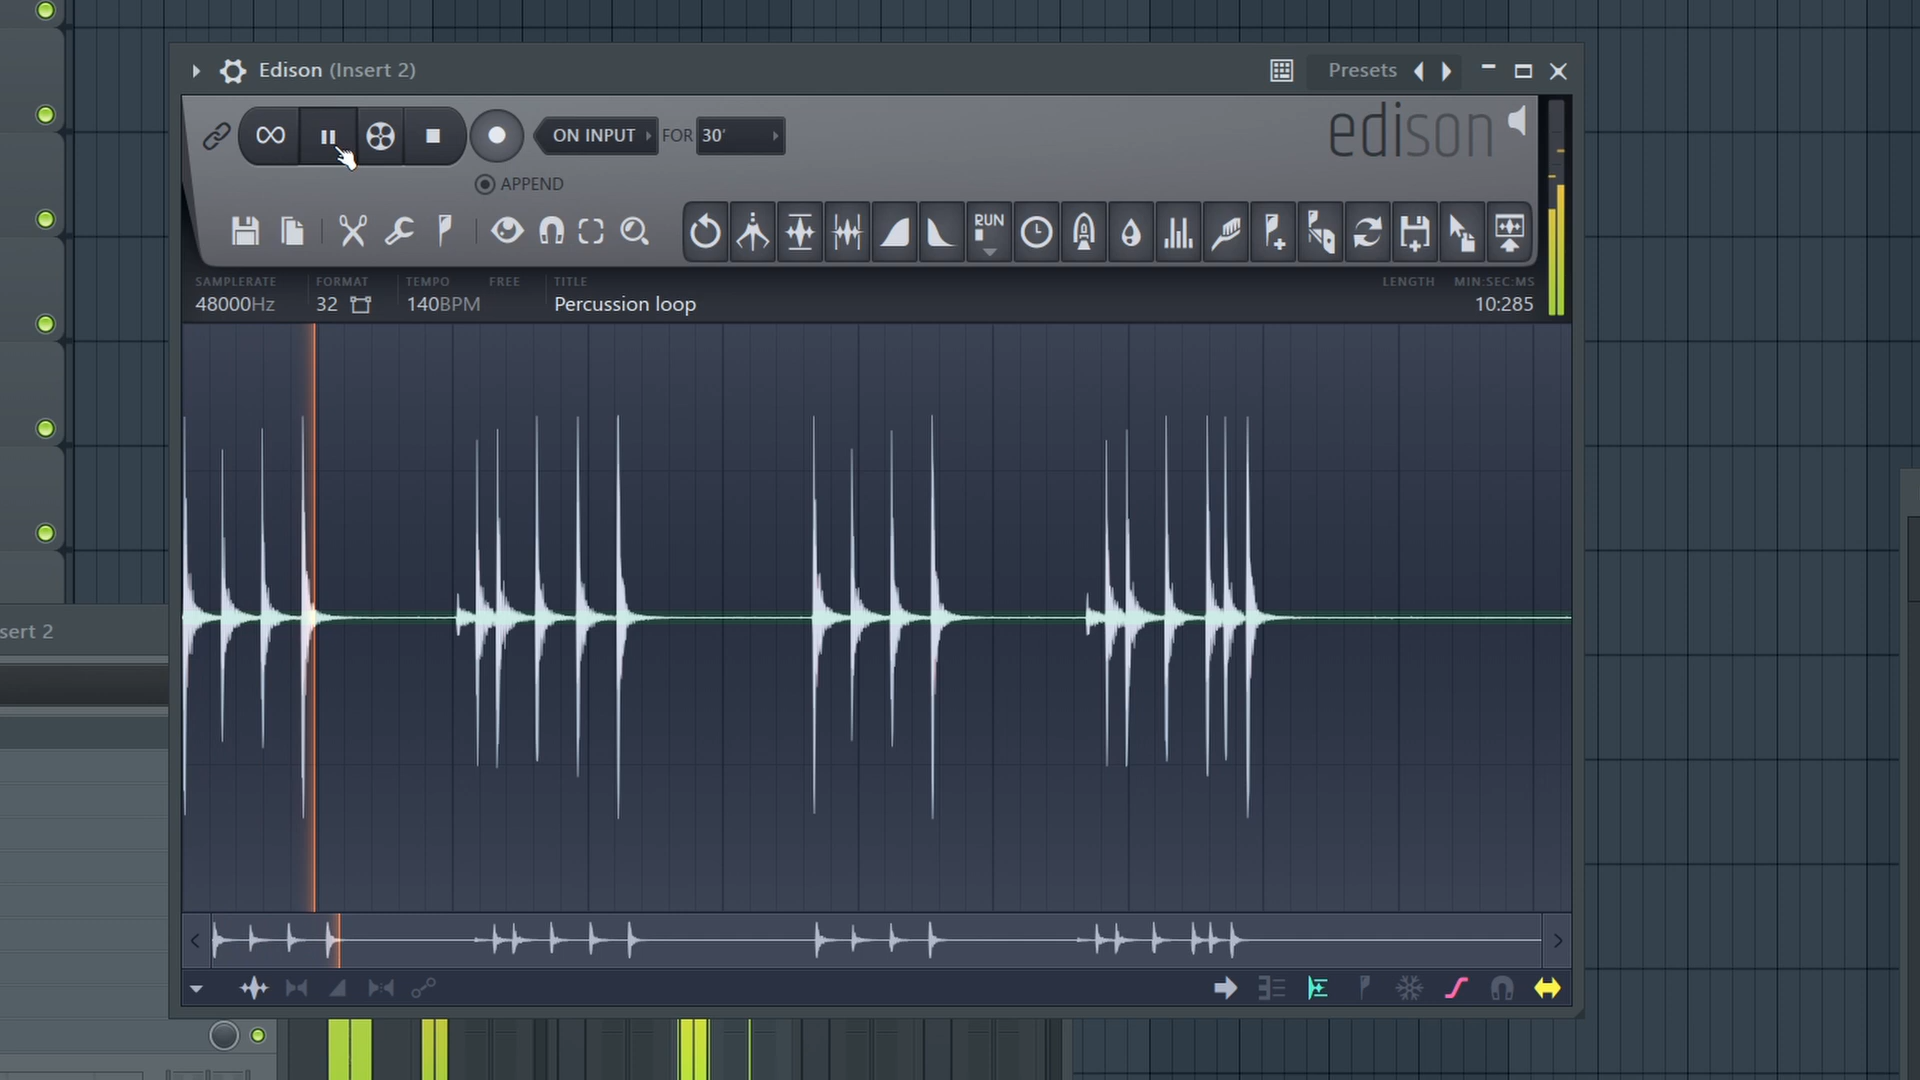 Edison (Insert 2)
Presets
ON INPUT FOR 30'
edison
APPEND
RUN
SAMPLERATE FORMAT TEMPO FREE TITLE LENGTH MIN:SEC:MS
48000Hz 32 140BPM Percussion loop 10:285
sert 2